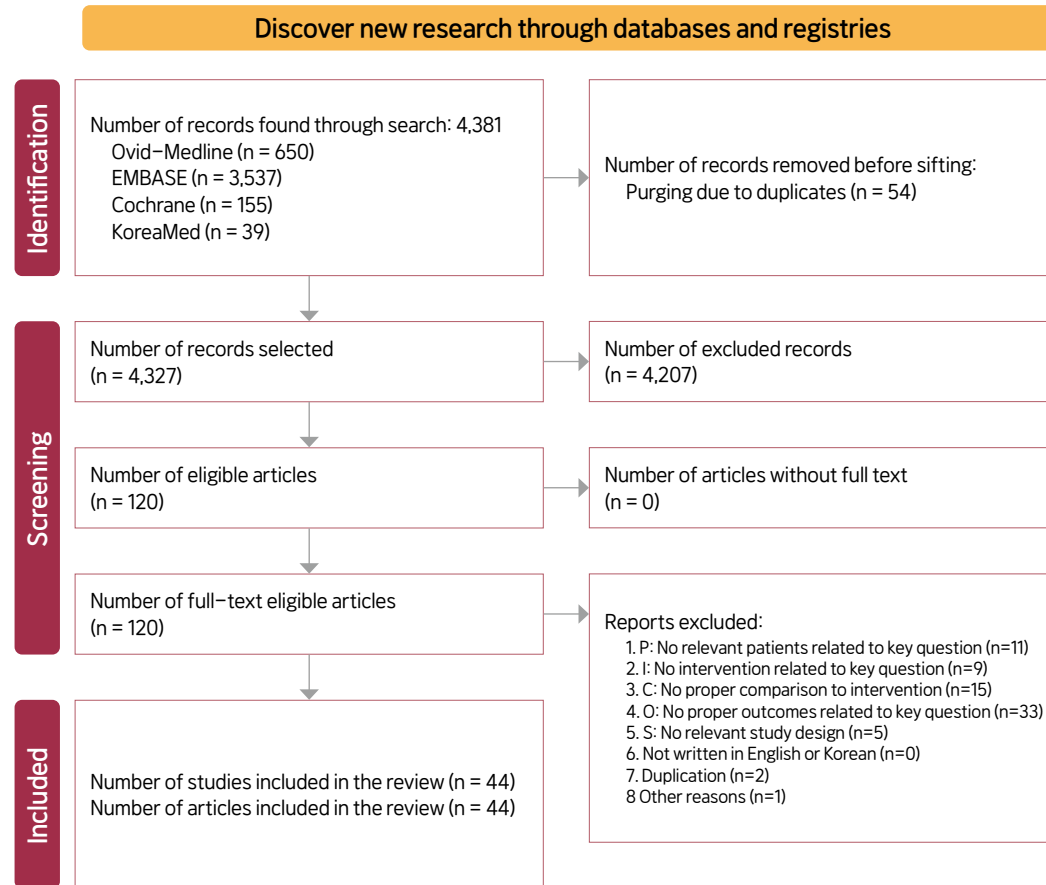 Discover new research through databases and registries
Identification
Number of records found through search: 4,381
Ovid-Medline (n = 650)
EMBASE (n = 3,537)
Cochrane (n = 155)
KoreaMed (n = 39)
Number of records removed before sifting:
Purging due to duplicates (n = 54)
Screening
Number of records selected
(n = 4,327)
Number of excluded records
(n = 4,207)
Number of eligible articles
(n = 120)
Number of articles without full text
(n = 0)
Number of full-text eligible articles
(n = 120)
Reports excluded:
1. P: No relevant patients related to key question (n=11)
2. I: No intervention related to key question (n=9)
3. C: No proper comparison to intervention (n=15)
4. O: No proper outcomes related to key question (n=33)
5. S: No relevant study design (n=5)
6. Not written in English or Korean (n=0)
7. Duplication (n=2)
8 Other reasons (n=1)
Included
Number of studies included in the review (n = 44)
Number of articles included in the review (n = 44)